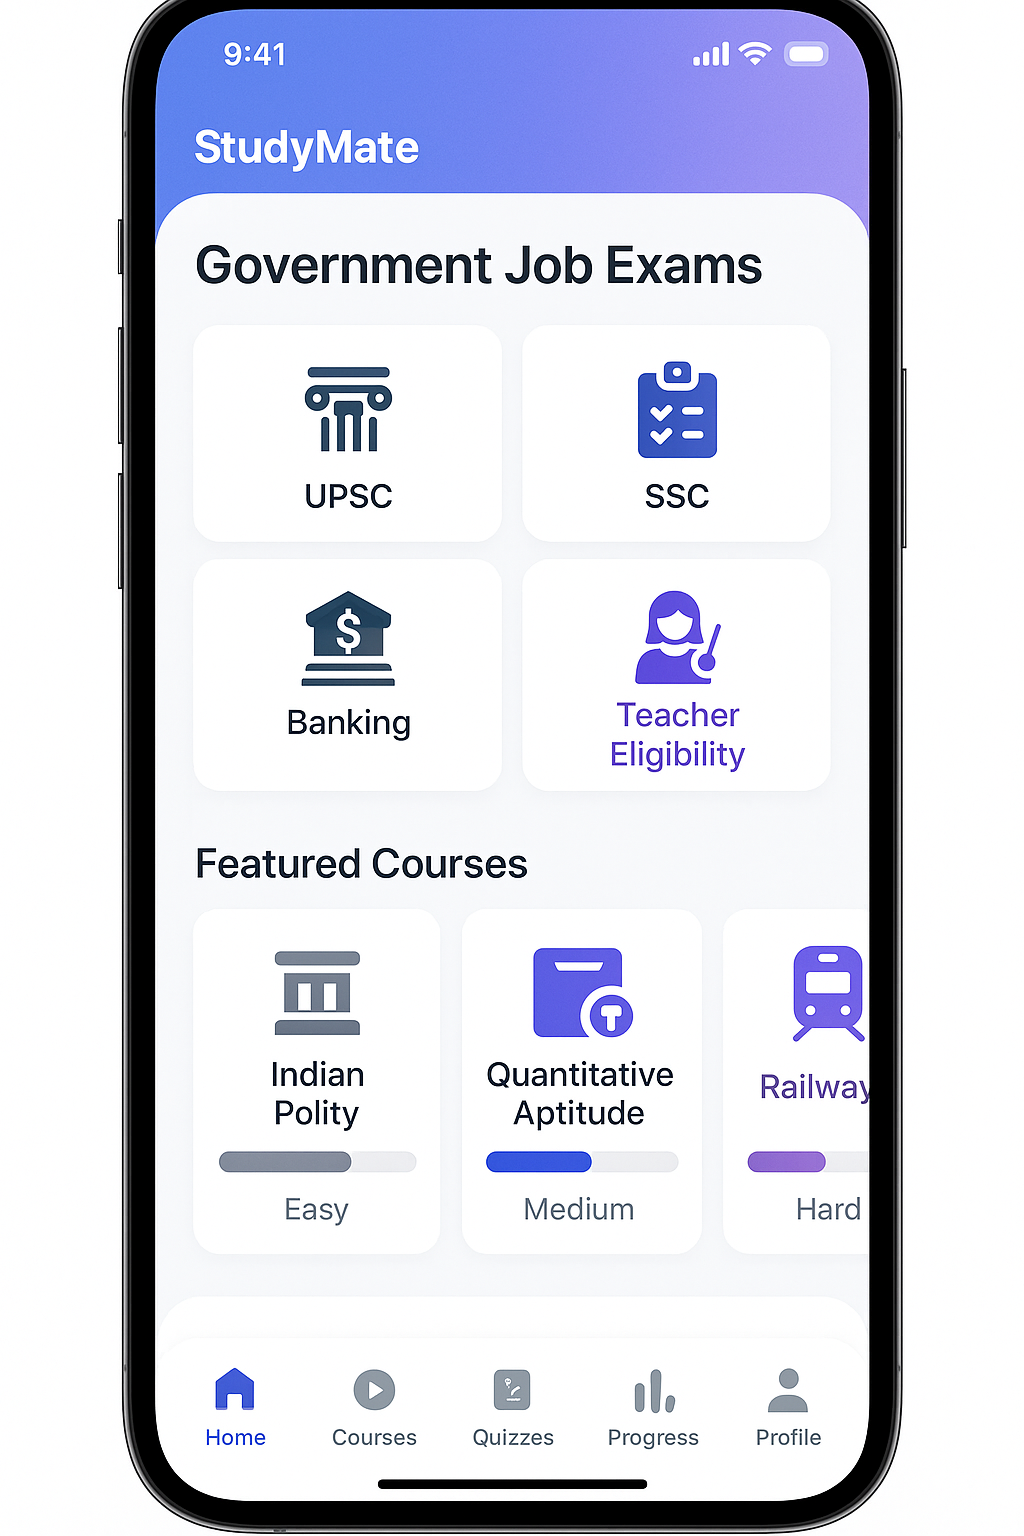 9:41
StudyMate
Government Job Exams
UPSC
SSC
$
Banking
Teacher
Eligibility
Featured Courses
T
Indian
Polity
Quantitative
Aptitude
Railway
Easy
Medium
Hard
Home
Courses
Quizzes
Progress
Profile